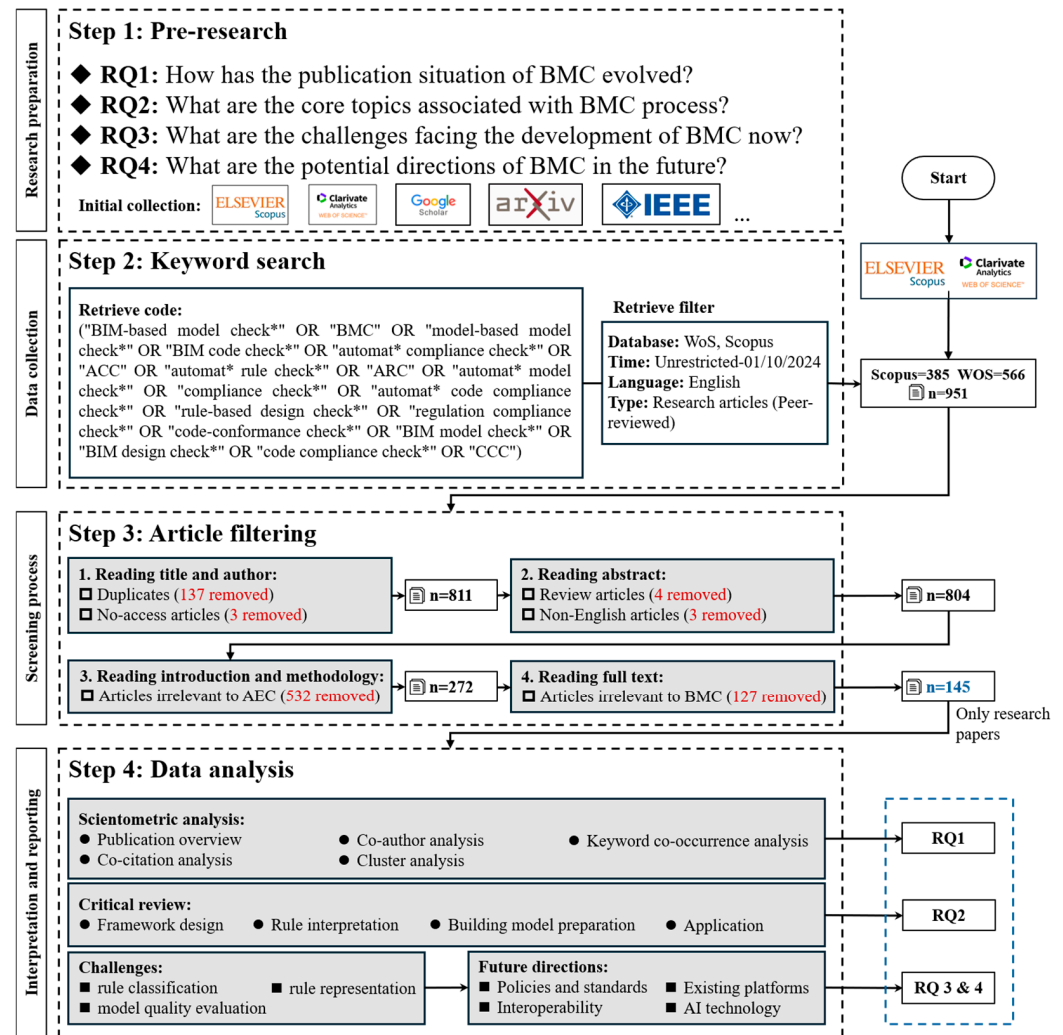 Research preparation
Step 1: Pre-research
RQ1: How has the publication situation of BMC evolved?
RQ2: What are the core topics associated with BMC process?
RQ3: What are the challenges facing the development of BMC now?
RQ4: What are the potential directions of BMC in the future?
Initial collection:
ELSEVIER
Scopus
Clarivate
Analytics
WEB OF SCIENCE™
Google
Scholar
arXiv
IEEE
...
Start
ELSEVIER
Scopus
Clarivate
Analytics
WEB OF SCIENCE™
Data collection
Step 2: Keyword search
Retrieve code:
("BIM-based model check*" OR "BMC" OR "model-based model
check*" OR "BIM code check*" OR "automat* compliance check*" OR
"ACC" OR "automat* rule check*" OR "ARC" OR "automat* model
check*" OR "compliance check*" OR "automat* code compliance
check*" OR "rule-based design check*" OR "regulation compliance
check*" OR "code-conformance check*" OR "BIM model check*" OR
"BIM design check*" OR "code compliance check*" OR "CCC")
Retrieve filter
Database: WoS, Scopus
Time: Unrestricted-01/10/2024
Language: English
Type: Research articles (Peer-
reviewed)
Scopus=385 WOS=566
n=951
Screening process
Step 3: Article filtering
1. Reading title and author:
Duplicates (137 removed)
No-access articles (3 removed)
n=811
2. Reading abstract:
Review articles (4 removed)
Non-English articles (3 removed)
n=804
3. Reading introduction and methodology:
Articles irrelevant to AEC (532 removed)
n=272
4. Reading full text:
Articles irrelevant to BMC (127 removed)
n=145
Only research
papers
Interpretation and reporting
Step 4: Data analysis
Scientometric analysis:
Publication overview
Co-author analysis
Keyword co-occurrence analysis
Co-citation analysis
Cluster analysis
RQ1
Critical review:
Framework design
Rule interpretation
Building model preparation
Application
RQ2
Challenges:
rule classification
rule representation
model quality evaluation
Future directions:
Policies and standards
Existing platforms
Interoperability
AI technology
RQ 3 & 4